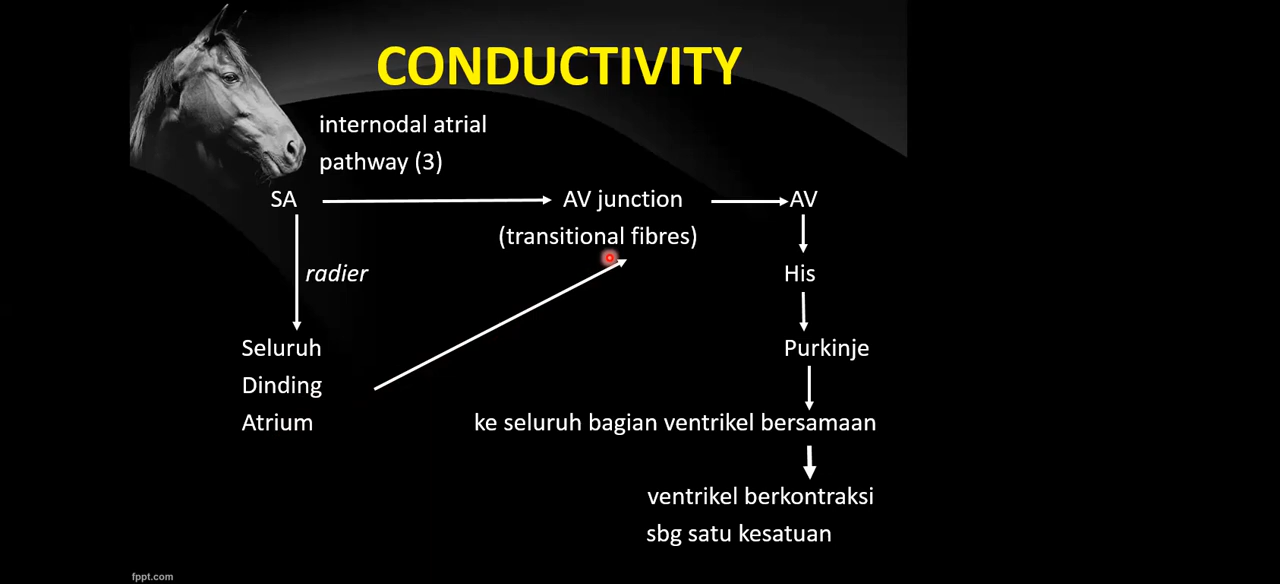 CONDUCTIVITY
internodal atrial
pathway (3)
SA
AV junction
AV
(transitional fibres)
radier
His
Seluruh
Dinding
Atrium
Purkinje
ke seluruh bagian ventrikel bersamaan
ventrikel berkontraksi
sbg satu kesatuan
fppt.com